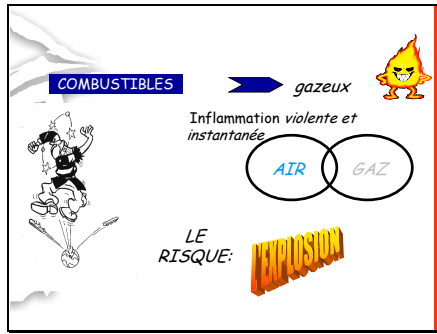 COMBUSTIBLES
gazeux
Inflammation violente et
instantanée
AIR
GAZ
LE
RISQUE:
L'EXPLOSION